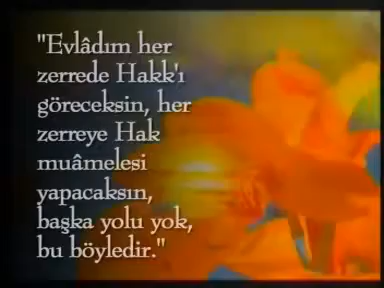 "Evlâdım her
zerrede Hakk'ı
göreceksin, her
zerreye Hak
muâmelesi
yapacaksın,
başka yolu yok,
bu böyledir."